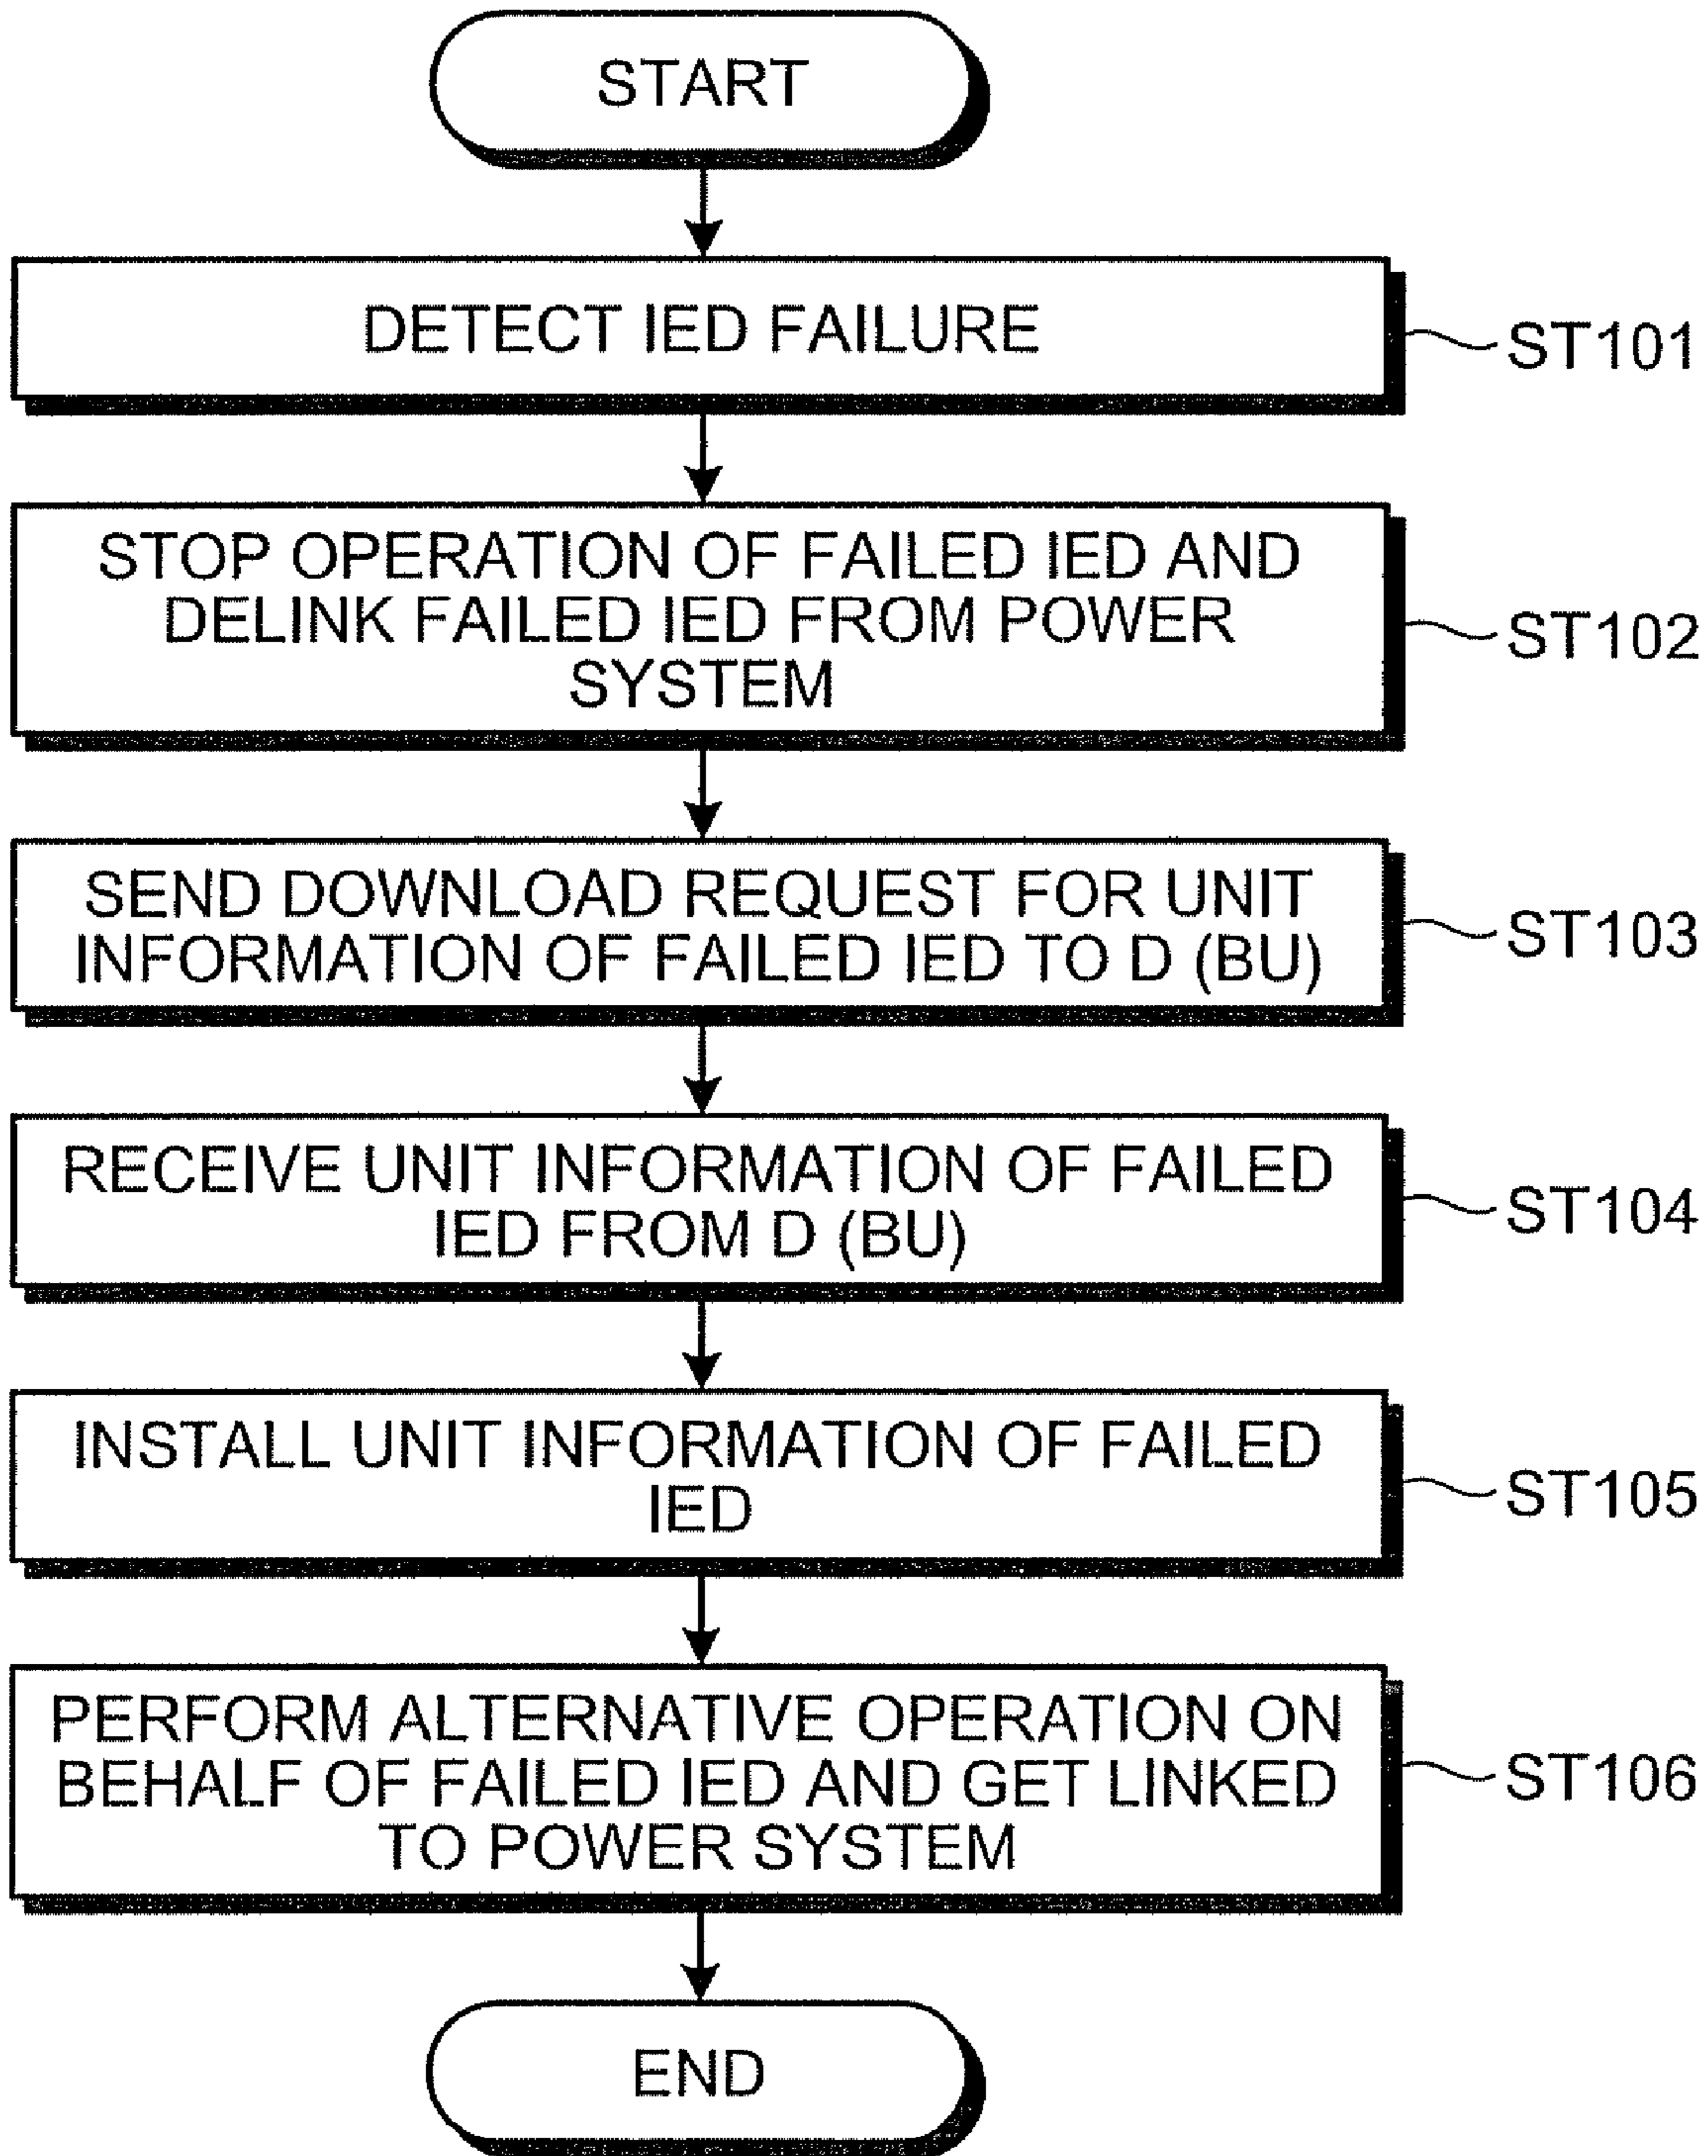 START
DETECT IED FAILURE
ST101
STOP OPERATION OF FAILED IED AND
DELINK FAILED IED FROM POWER
SYSTEM
ST102
SEND DOWNLOAD REQUEST FOR UNIT
INFORMATION OF FAILED IED TO D (BU)
ST103
RECEIVE UNIT INFORMATION OF FAILED
IED FROM D (BU)
ST104
INSTALL UNIT INFORMATION OF FAILED
IED
ST105
PERFORM ALTERNATIVE OPERATION ON
BEHALF OF FAILED IED AND GET LINKED
TO POWER SYSTEM
ST106
END